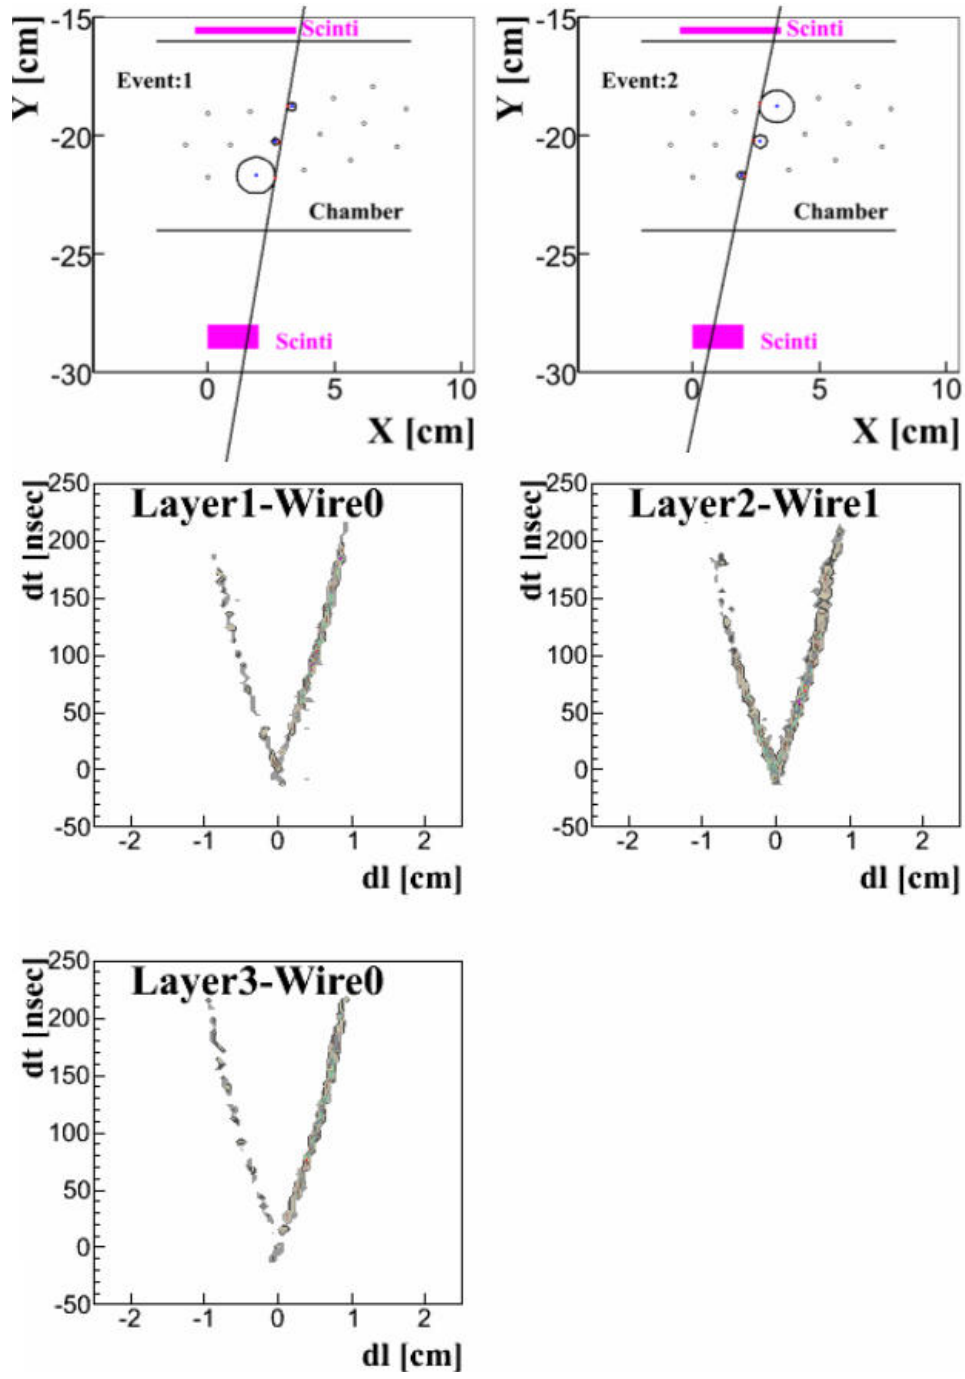 Y [cm]
-15
-20
-25
-30
Scinti
Event:1
Chamber
Scinti
0
5
10
X [cm]
Y [cm]
-15
-20
-25
-30
Scinti
Event:2
Chamber
Scinti
0
5
10
X [cm]
dt [nsec]
250
200
150
100
50
0
-50
Layer1-Wire0
-2
-1
0
1
2
dl [cm]
dt [nsec]
250
200
150
100
50
0
-50
Layer2-Wire1
-2
-1
0
1
2
dl [cm]
dt [nsec]
250
200
150
100
50
0
-50
Layer3-Wire0
-2
-1
0
1
2
dl [cm]